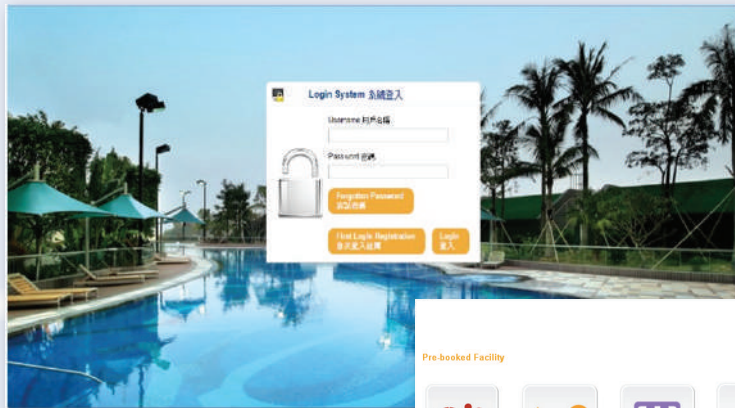 Login System 系統登入
Username 用戶名稱
Password 密碼
Forgotten Password
忘記密碼
First Login Registration
首次登入註冊
Login
登入
Pre-booked Facility